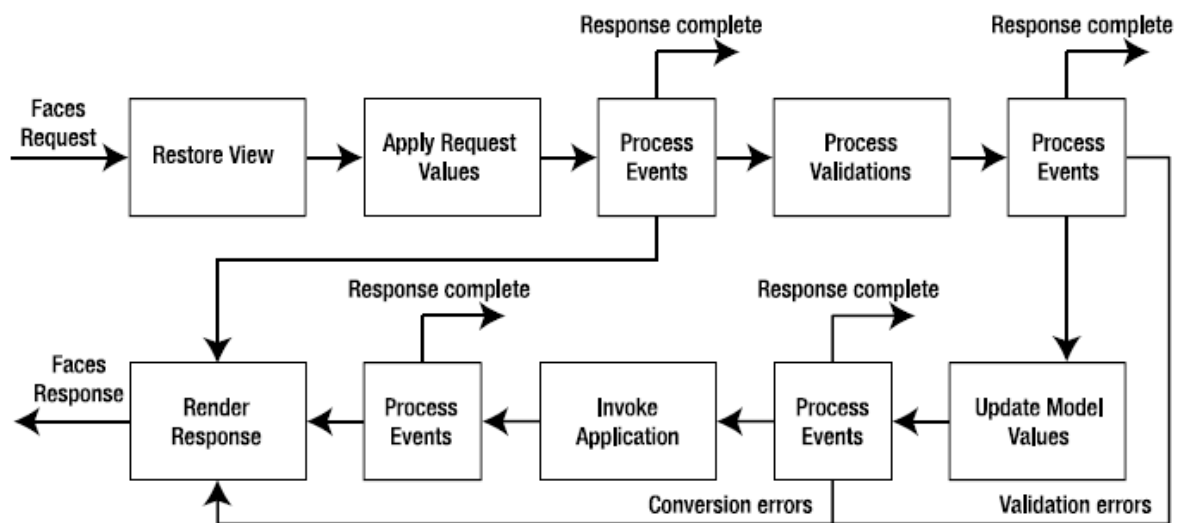 Response complete
Response complete
Faces
Request
Restore View
Apply Request
Values
Process
Events
Process
Validations
Process
Events
Response complete
Response complete
Faces
Response
Render
Response
Process
Events
Invoke
Application
Process
Events
Update Model
Values
Conversion errors
Validation errors